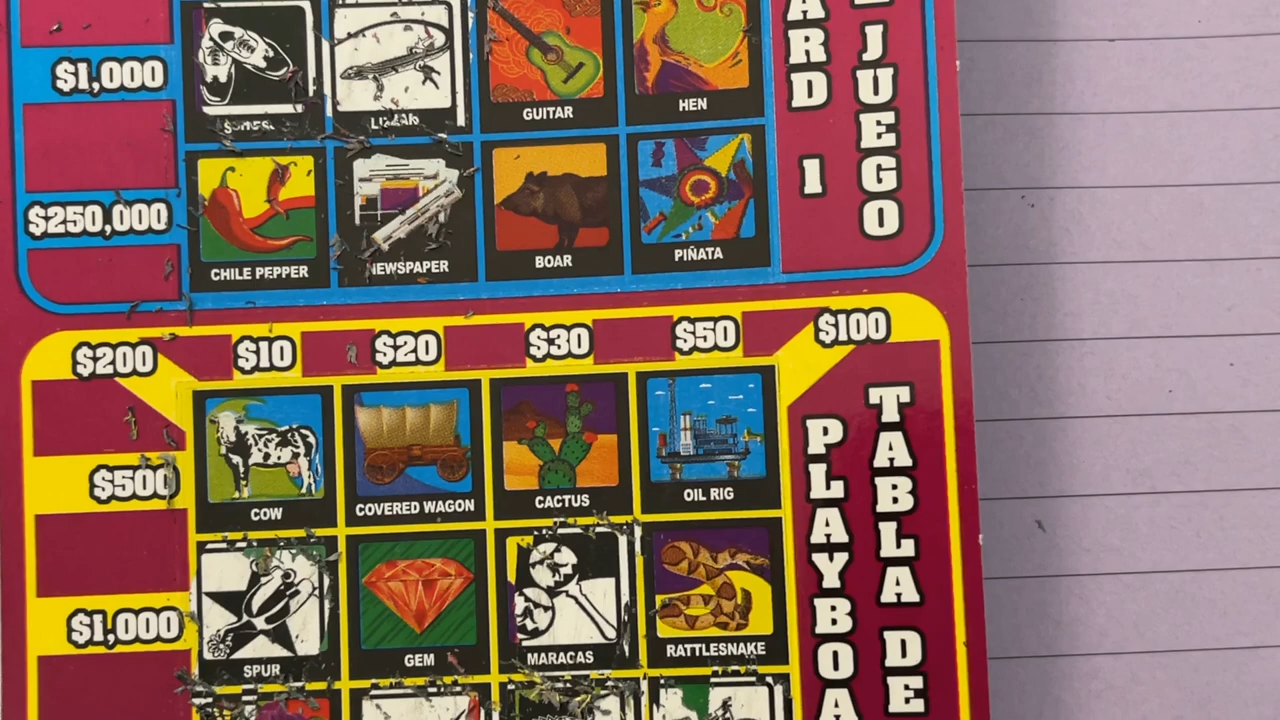 $1,000
LIZARD
GUITAR
HEN
$250,000
CHILE PEPPER
NEWSPAPER
BOAR
PIÑATA
ARD 1
JUEGO
$200
$10
$20
$30
$50
$100
$500
COW
COVERED WAGON
CACTUS
OIL RIG
$1,000
SPUR
GEM
MARACAS
RATTLESNAKE
PLAYBOA
TABLA DE